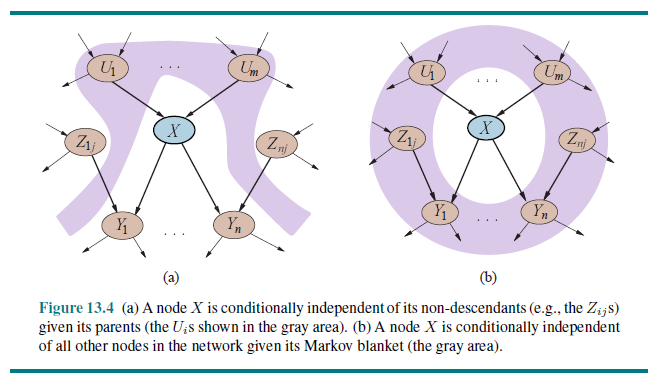 U1 . . . Um
X
Z1j Znj
Y1 . . . Yn
(a)
U1 . . . Um
X
Z1j Znj
Y1 . . . Yn
(b)
Figure 13.4 (a) A node X is conditionally independent of its non-descendants (e.g., the Zijs)
given its parents (the Uis shown in the gray area). (b) A node X is conditionally independent
of all other nodes in the network given its Markov blanket (the gray area).